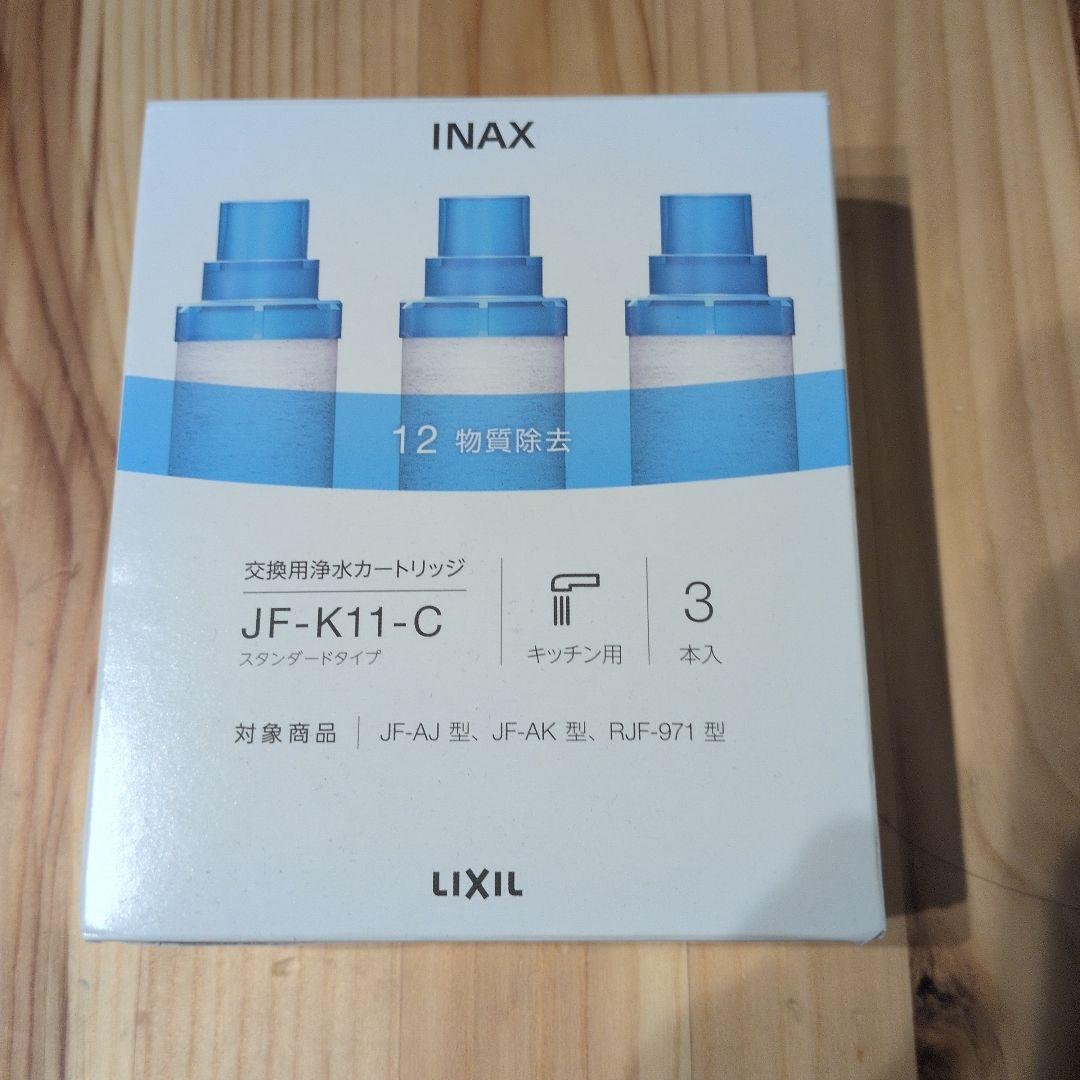 INAX
12 物質除去
交換用浄水カートリッジ
JF-K11-C
スタンダードタイプ
キッチン用
3
本入
対象商品 JF-AJ 型、JF-AK 型、RJF-971 型
LIXIL